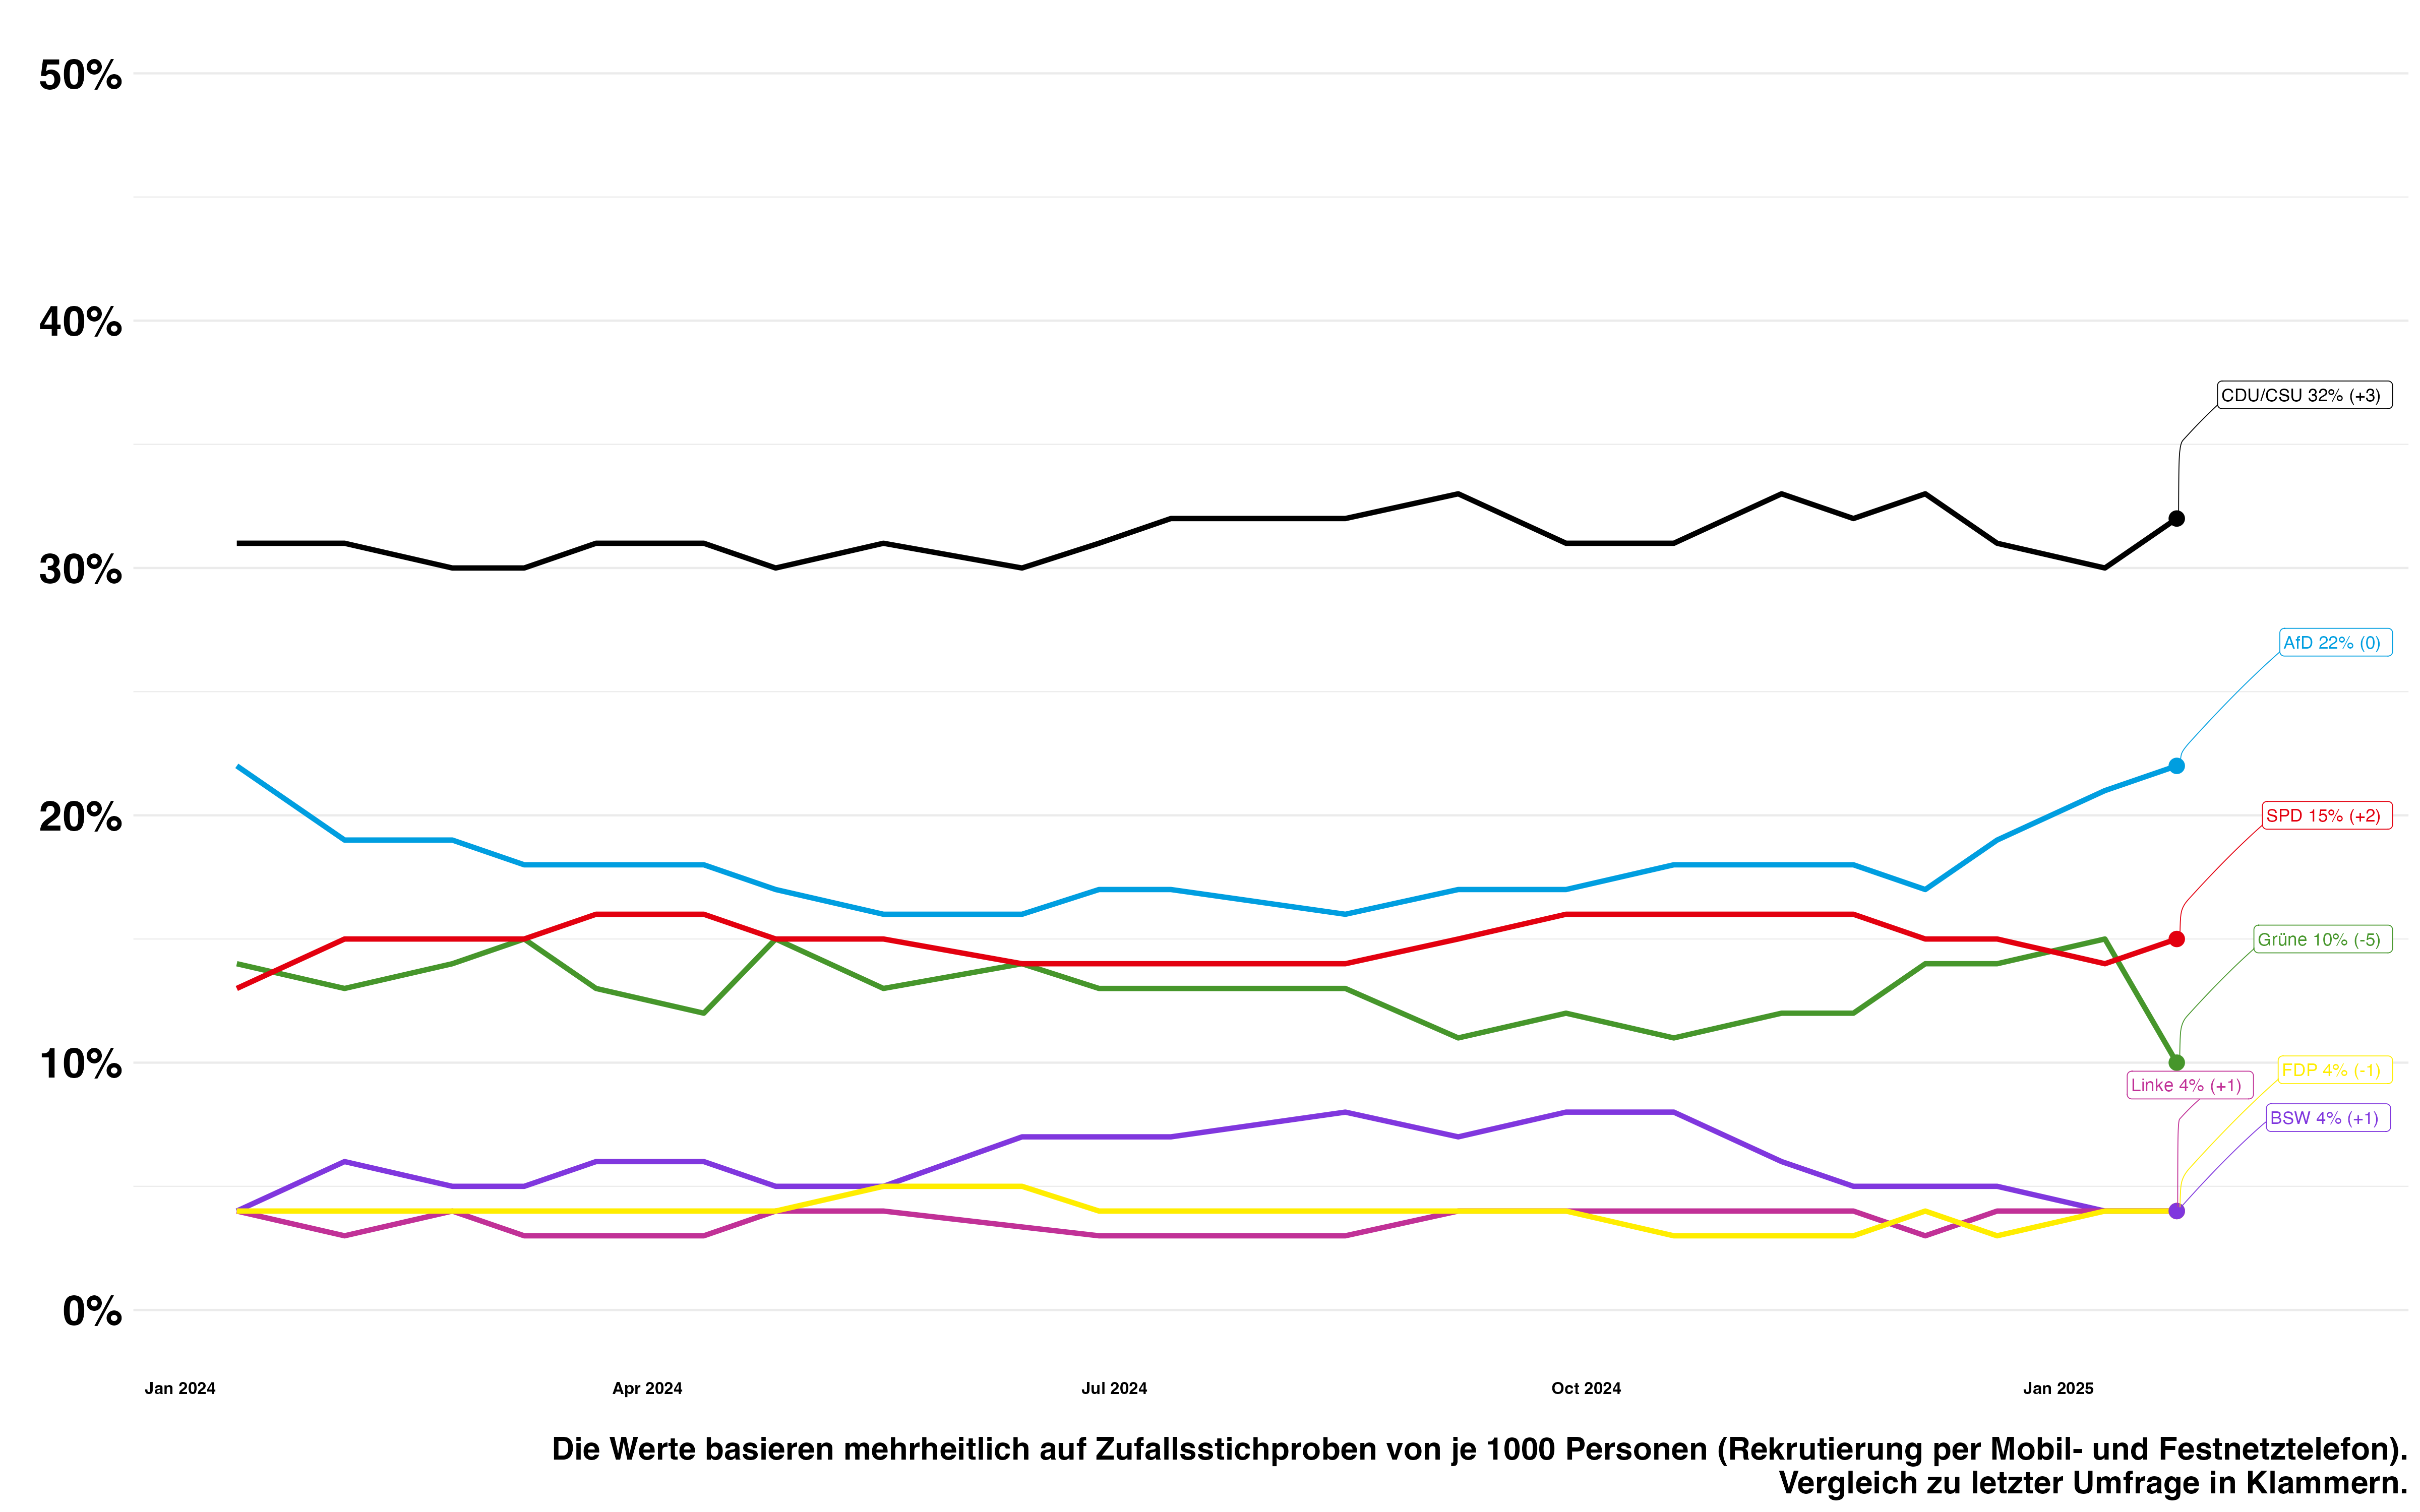 50%
40%
CDU/CSU 32% (+3)
30%
AfD 22% (0)
20%
SPD 15% (+2)
Grüne 10% (-5)
10%
FDP 4% (-1)
Linke 4% (+1)
BSW 4% (+1)
0%
Jan 2024 Apr 2024 Jul 2024 Oct 2024 Jan 2025
Die Werte basieren mehrheitlich auf Zufallsstichproben von je 1000 Personen (Rekrutierung per Mobil- und Festnetztelefon).
Vergleich zu letzter Umfrage in Klammern.